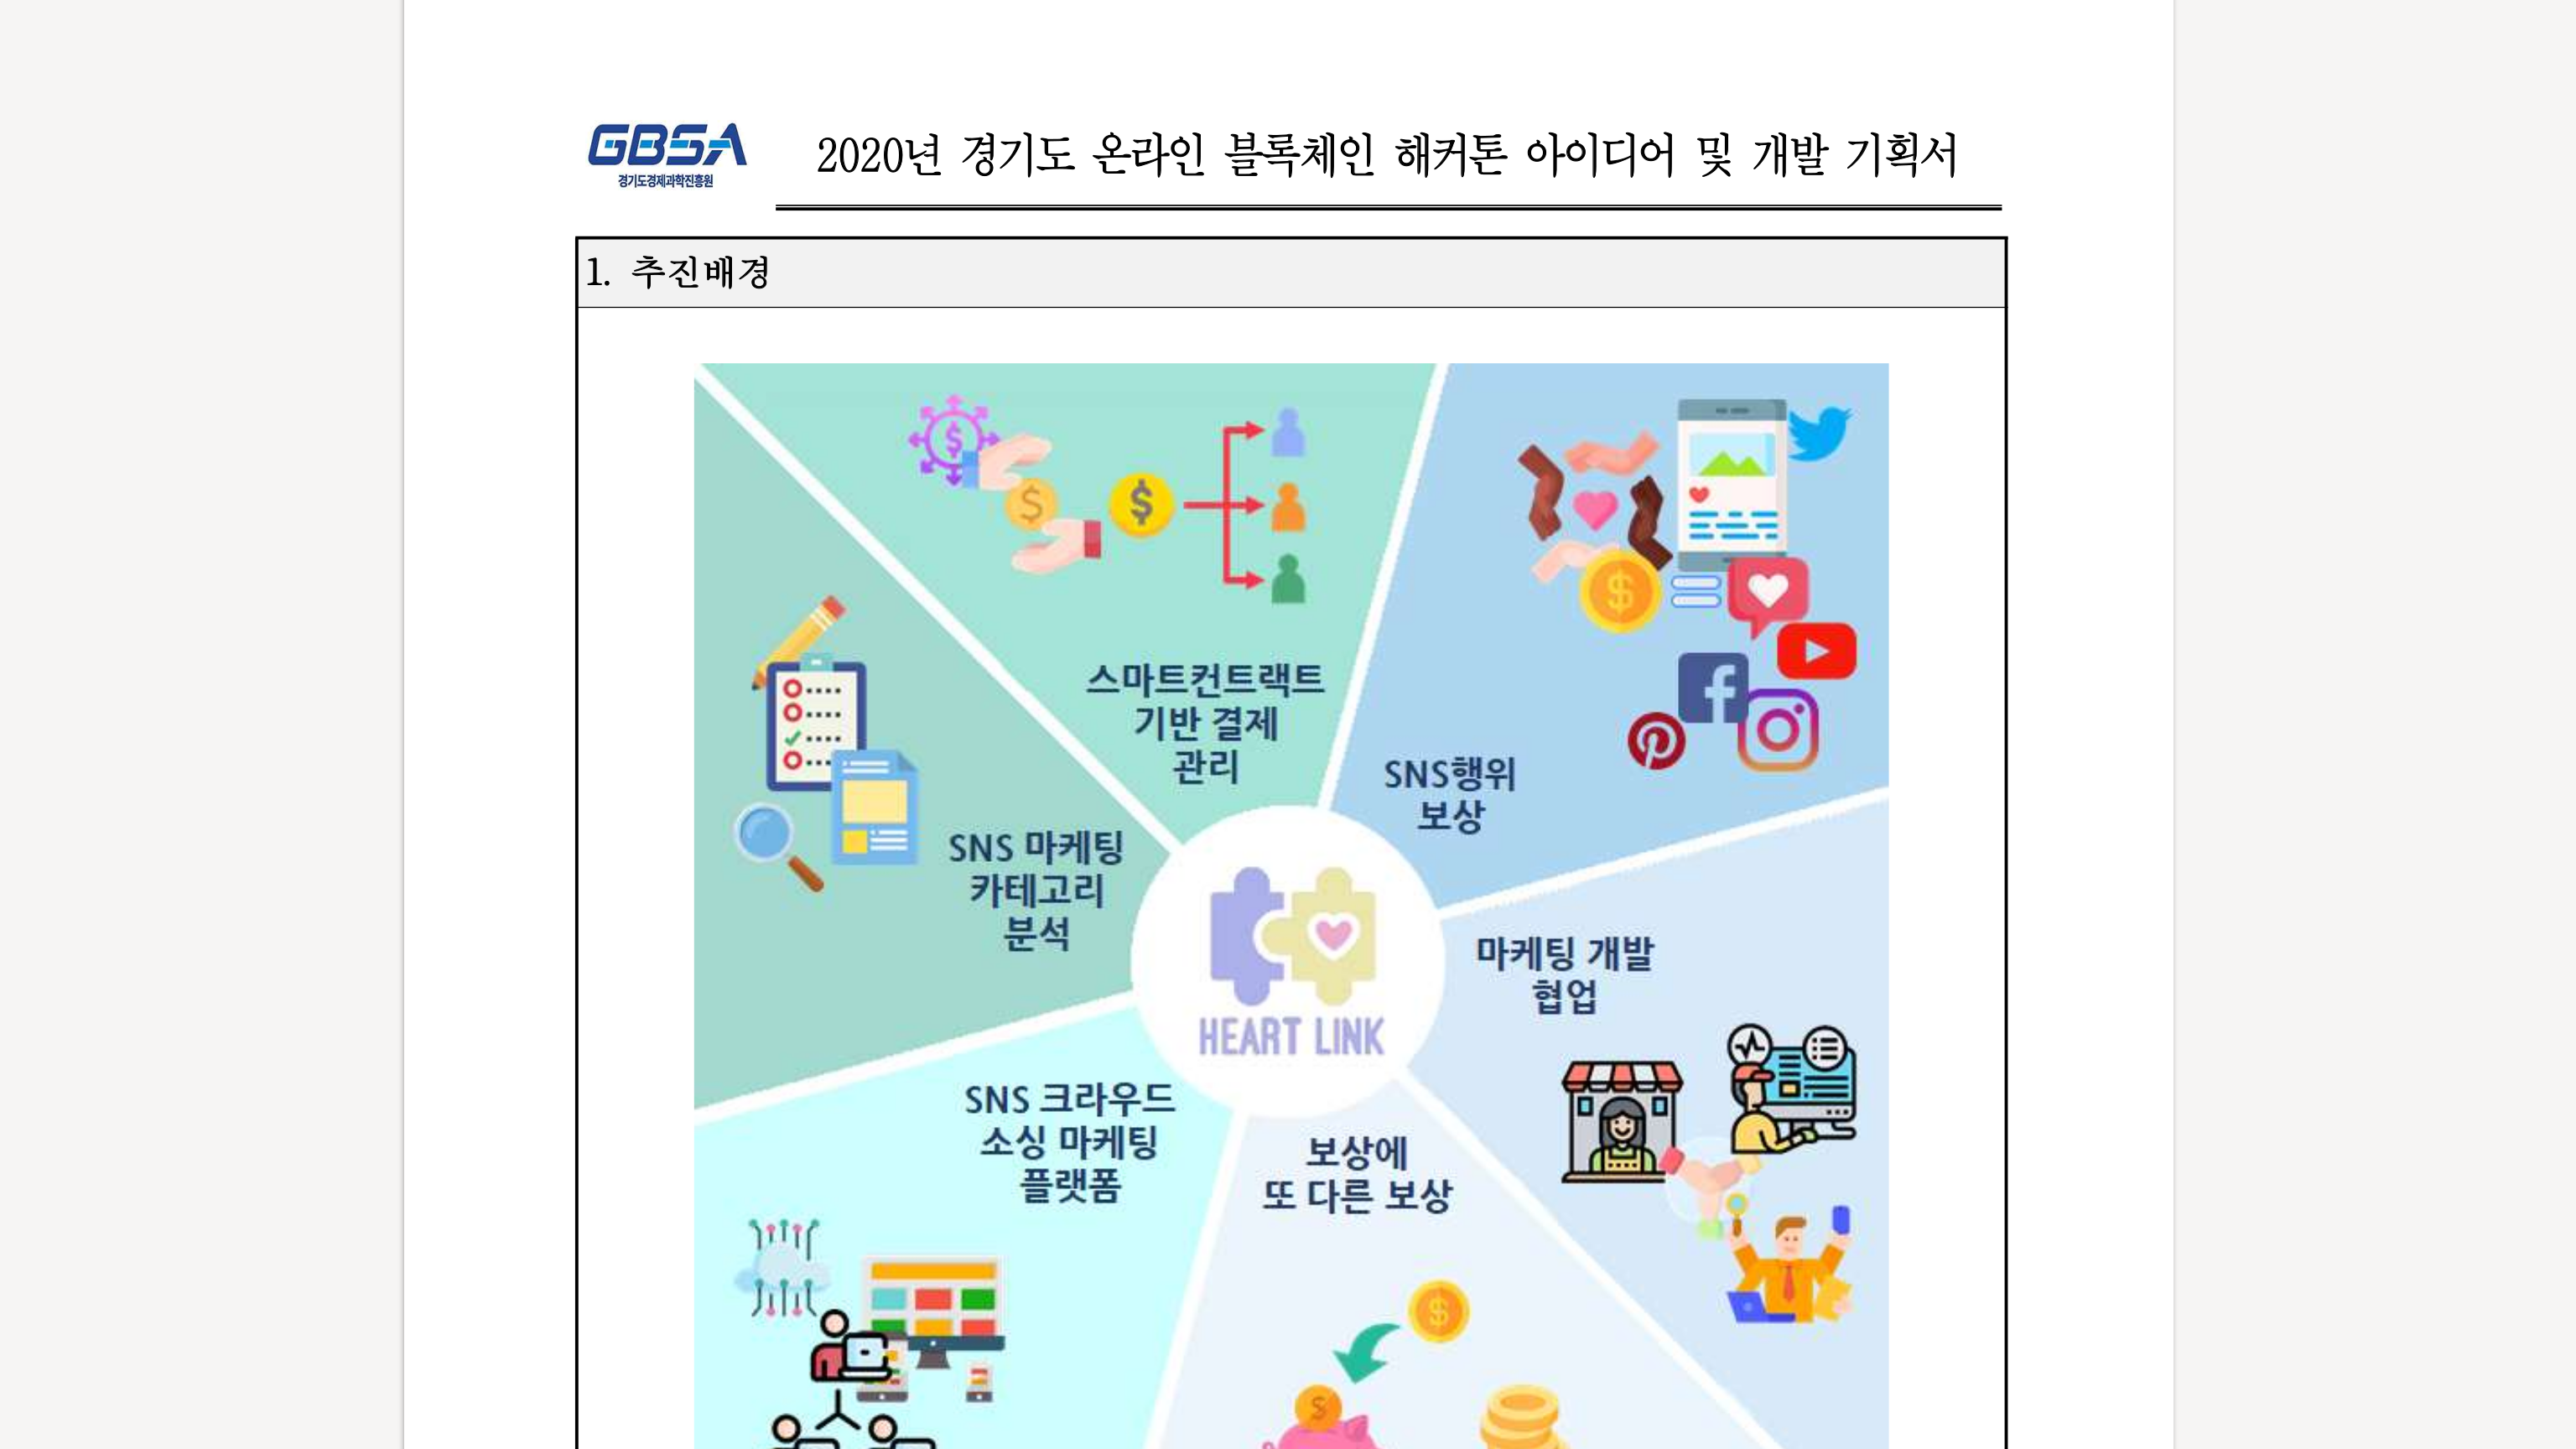 GBSA
경기도경제과학진흥원
2020년 경기도 온라인 블록체인 해커톤 아이디어 및 개발 기획서
1. 추진배경
스마트컨트랙트
기반 결제
관리
SNS행위
보상
SNS 마케팅
카테고리
분석
마케팅 개발
협업
HEART LINK
SNS 크라우드
소싱 마케팅
플랫폼
보상에
또 다른 보상